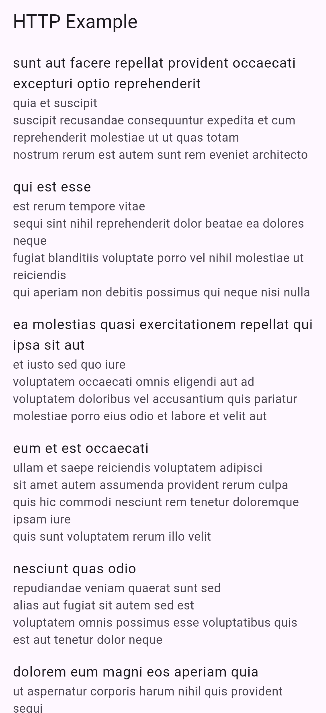 HTTP Example
sunt aut facere repellat provident occaecati
excepturi optio reprehenderit
quia et suscipit
suscipit recusandae consequuntur expedita et cum
reprehenderit molestiae ut ut quas totam
nostrum rerum est autem sunt rem eveniet architecto
qui est esse
est rerum tempore vitae
sequi sint nihil reprehenderit dolor beatae ea dolores
neque
fugiat blanditiis voluptate porro vel nihil molestiae ut
reiciendis
qui aperiam non debitis possimus qui neque nisi nulla
ea molestias quasi exercitationem repellat qui
ipsa sit aut
et iusto sed quo iure
voluptatem occaecati omnis eligendi aut ad
voluptatem doloribus vel accusantium quis pariatur
molestiae porro eius odio et labore et velit aut
eum et est occaecati
ullam et saepe reiciendis voluptatem adipisci
sit amet autem assumenda provident rerum culpa
quis hic commodi nesciunt rem tenetur doloremque
ipsam iure
quis sunt voluptatem rerum illo velit
nesciunt quas odio
repudiandae veniam quaerat sunt sed
alias aut fugiat sit autem sed est
voluptatem omnis possimus esse voluptatibus quis
est aut tenetur dolor neque
dolorem eum magni eos aperiam quia
ut aspernatur corporis harum nihil quis provident
sequi